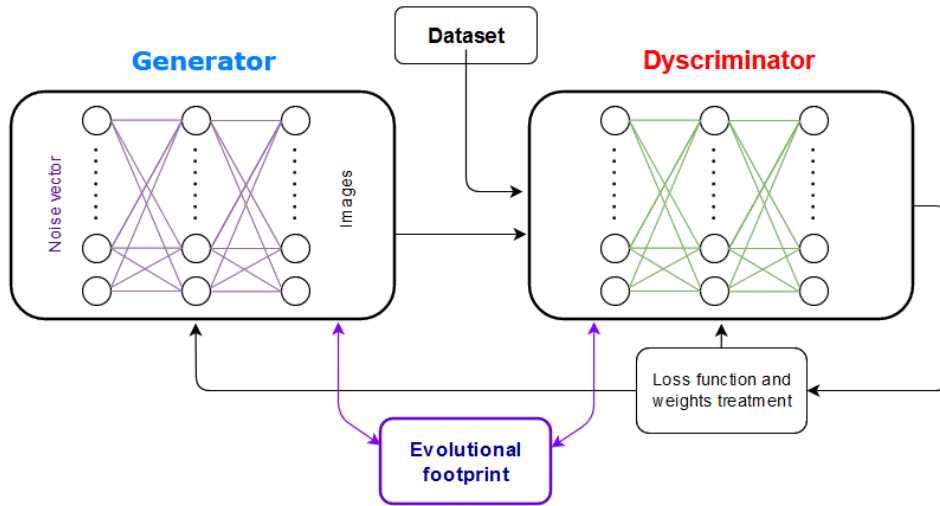 Dataset
Generator
Dyscriminator
Noise vector
Images
Loss function and
weights treatment
Evolutional
footprint